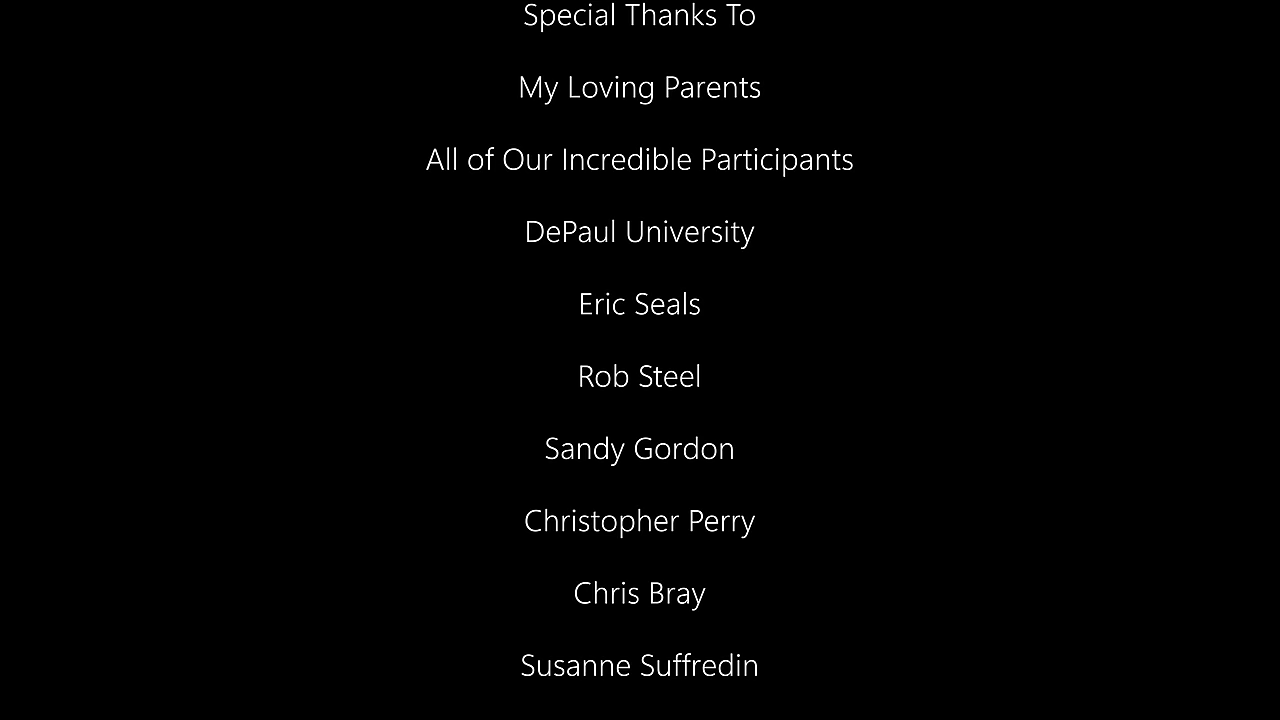 Special Thanks To
My Loving Parents
All of Our Incredible Participants
DePaul University
Eric Seals
Rob Steel
Sandy Gordon
Christopher Perry
Chris Bray
Susanne Suffredin